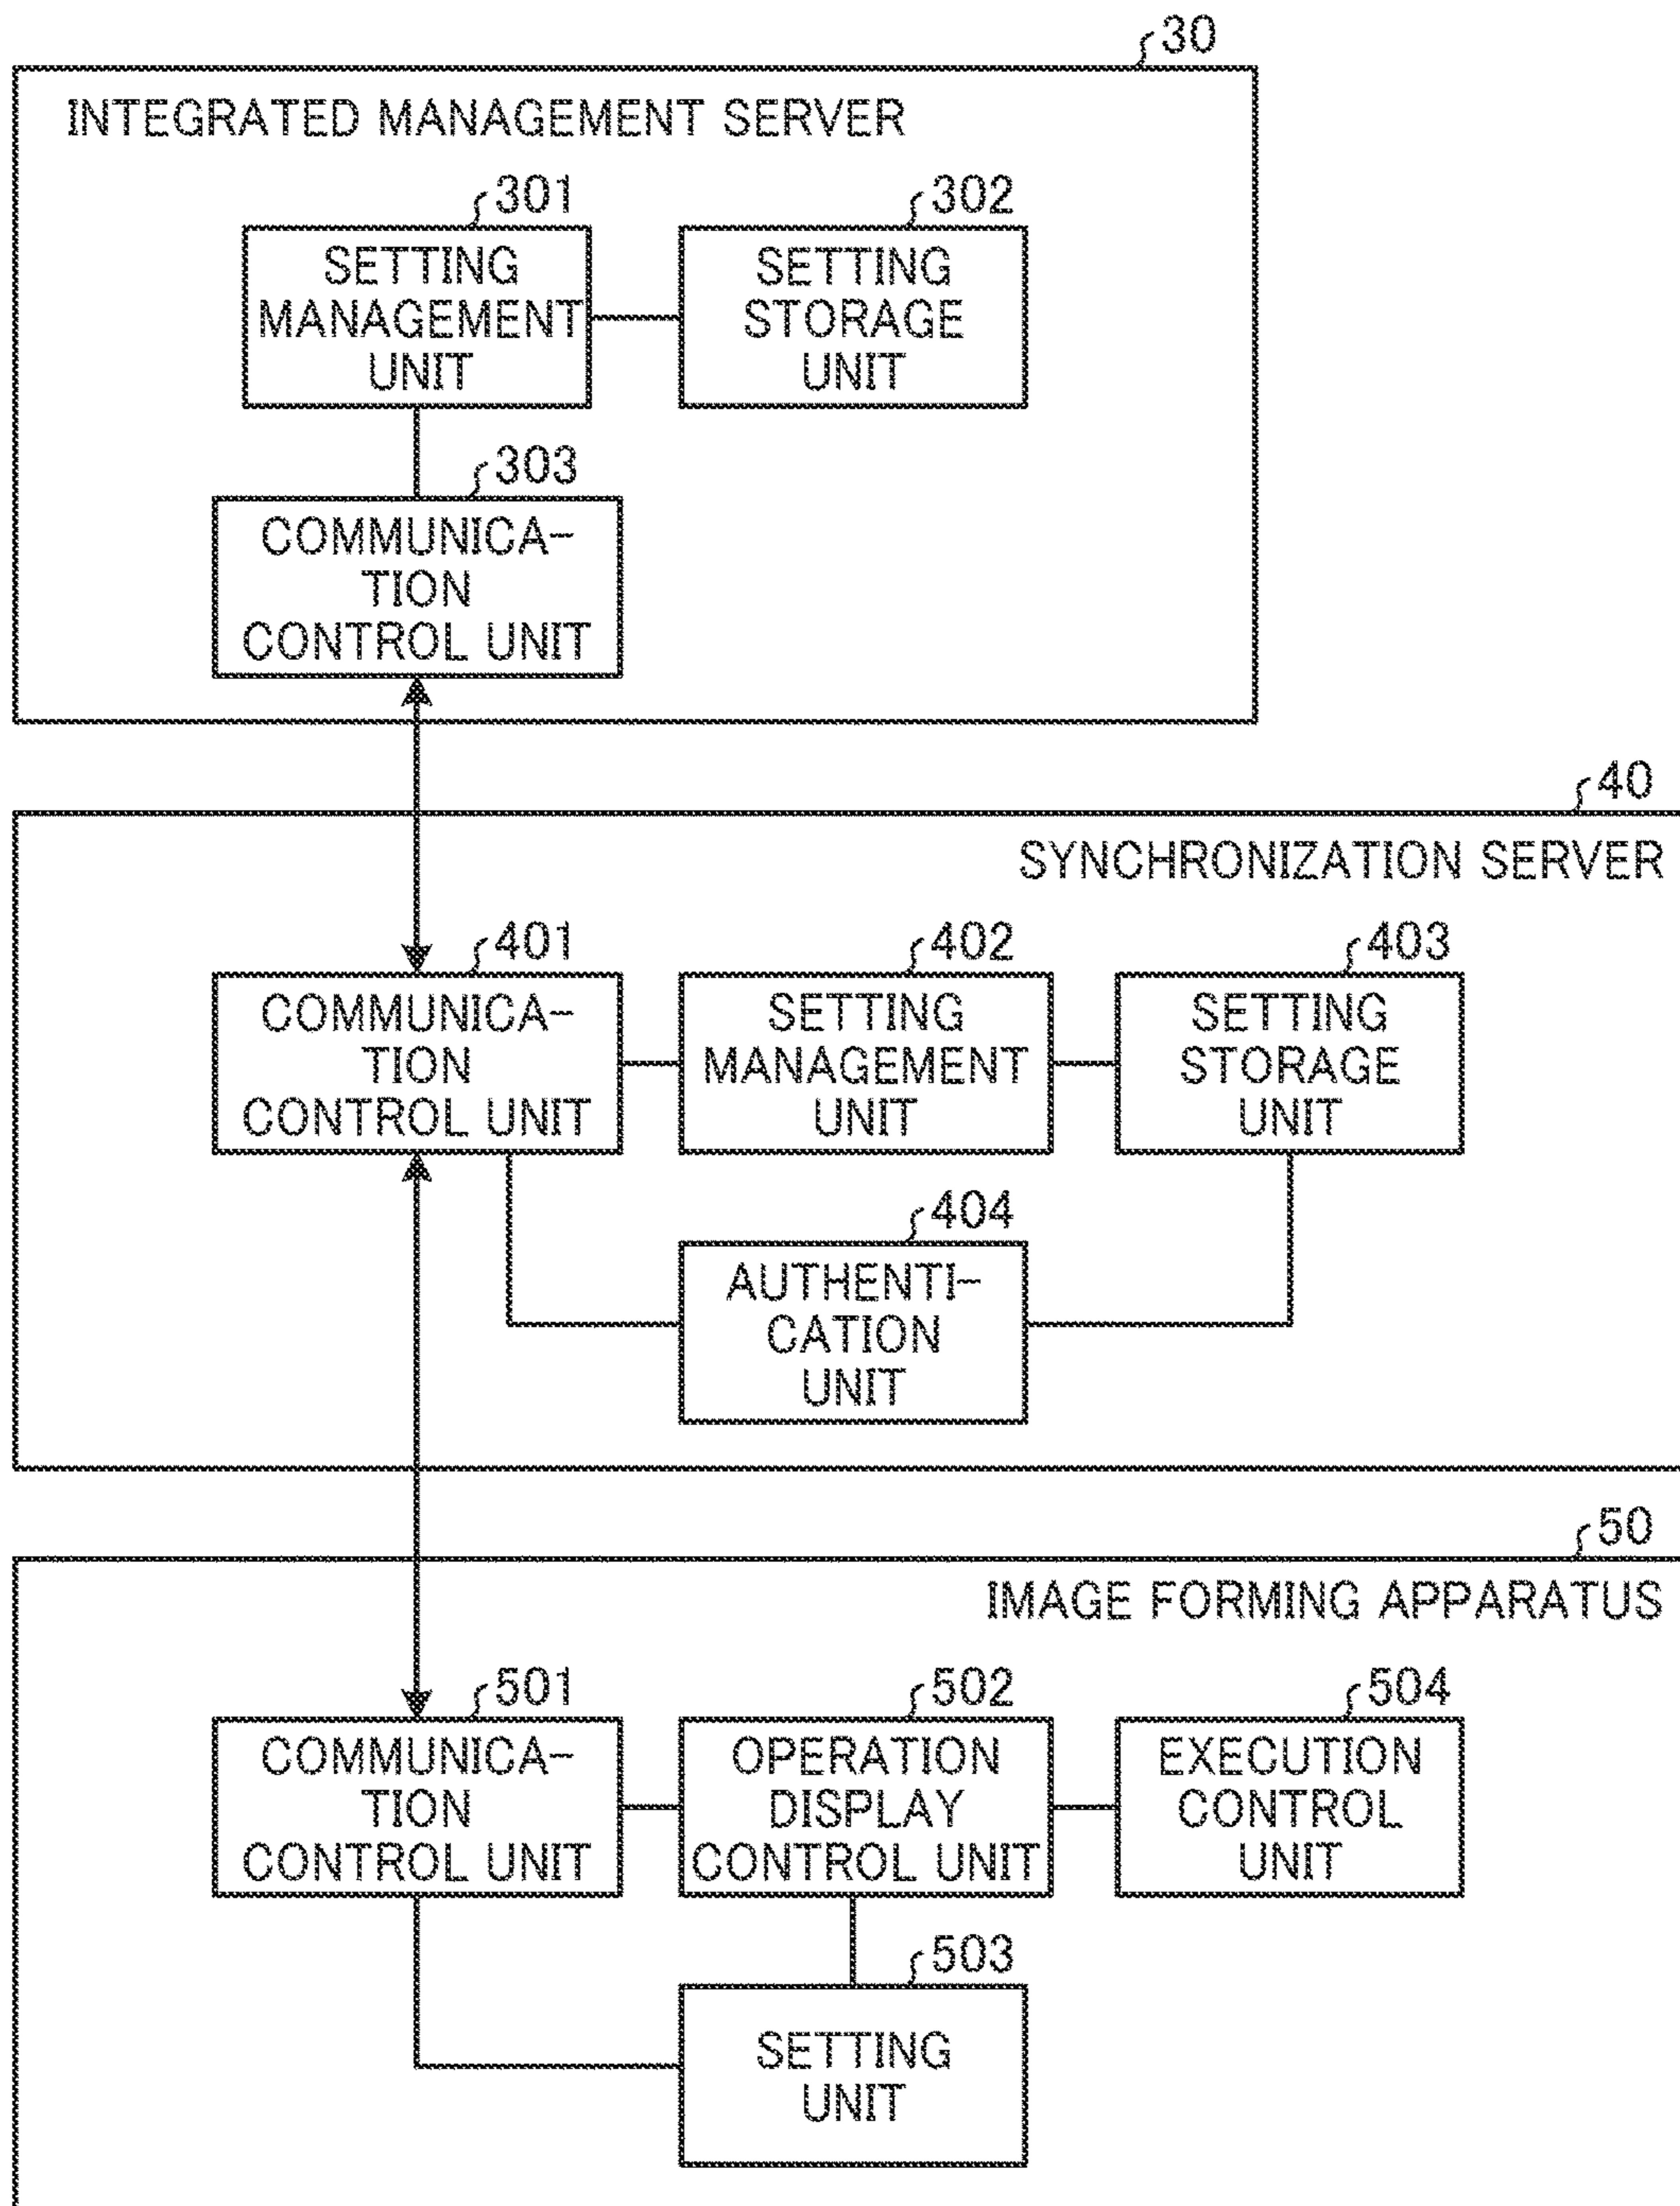 30
INTEGRATED MANAGEMENT SERVER
301
302
SETTING
MANAGEMENT
UNIT
SETTING
STORAGE
UNIT
303
COMMUNICA-
TION
CONTROL UNIT
40
SYNCHRONIZATION SERVER
401
402
403
COMMUNICA-
TION
CONTROL UNIT
SETTING
MANAGEMENT
UNIT
SETTING
STORAGE
UNIT
404
AUTHENTI-
CATION
UNIT
50
IMAGE FORMING APPARATUS
501
502
504
COMMUNICA-
TION
CONTROL UNIT
OPERATION
DISPLAY
CONTROL UNIT
EXECUTION
CONTROL
UNIT
503
SETTING
UNIT